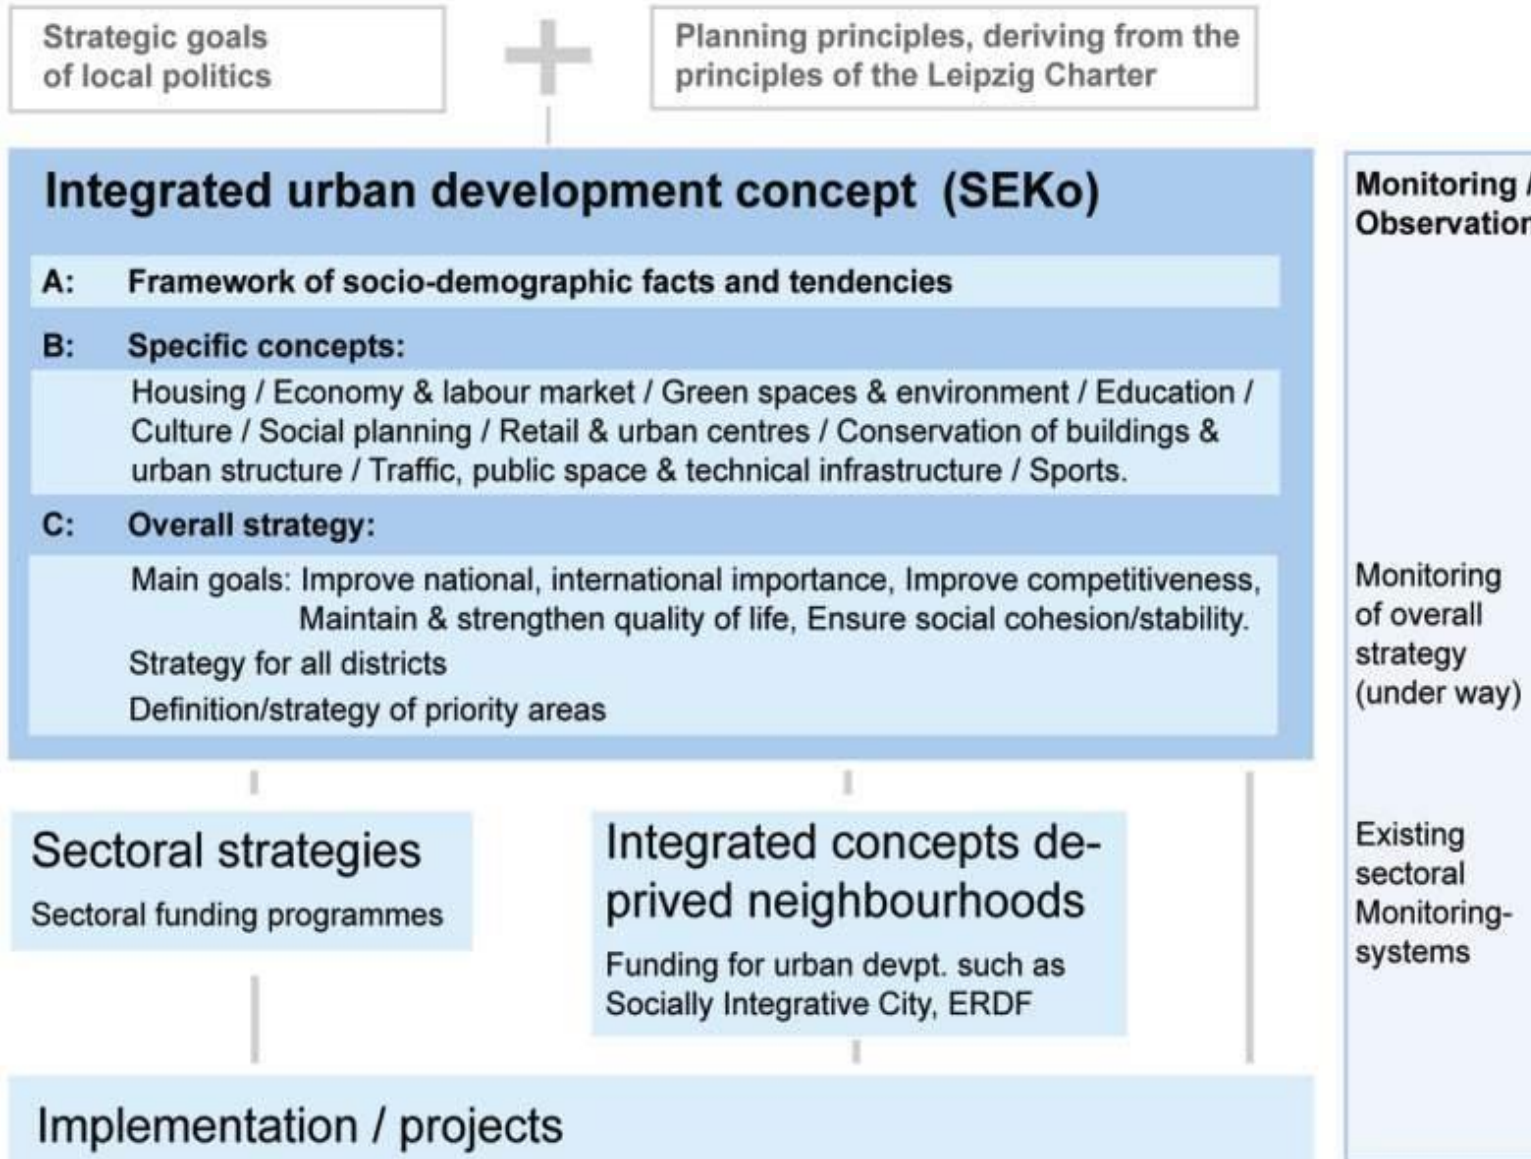 Strategic goals
of local politics
Planning principles, deriving from the
principles of the Leipzig Charter
Integrated urban development concept (SEKo)
A: Framework of socio-demographic facts and tendencies
B: Specific concepts:
Housing / Economy & labour market / Green spaces & environment / Education /
Culture / Social planning / Retail & urban centres / Conservation of buildings &
urban structure / Traffic, public space & technical infrastructure / Sports.
C: Overall strategy:
Main goals: Improve national, international importance, Improve competitiveness,
Maintain & strengthen quality of life, Ensure social cohesion/stability.
Strategy for all districts
Definition/strategy of priority areas
Sectoral strategies
Sectoral funding programmes
Integrated concepts de-
prived neighbourhoods
Funding for urban devpt. such as
Socially Integrative City, ERDF
Implementation / projects
Monitoring /
Observation
Monitoring
of overall
strategy
(under way)
Existing
sectoral
Monitoring-
systems